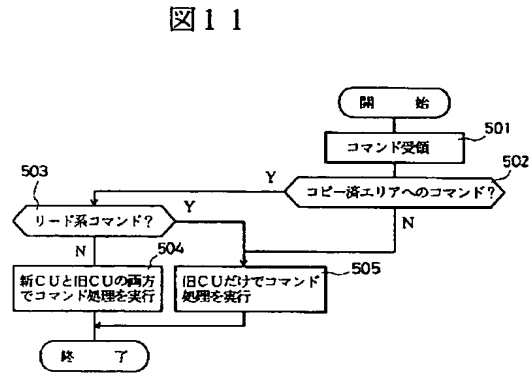 図11
開　始
501
コマンド受領
502
コピー済エリアへのコマンド?
Y
N
503
リード系コマンド?
Y
N
504
新CUと旧CUの両方
でコマンド処理を実行
505
旧CUだけでコマンド
処理を実行
終　了